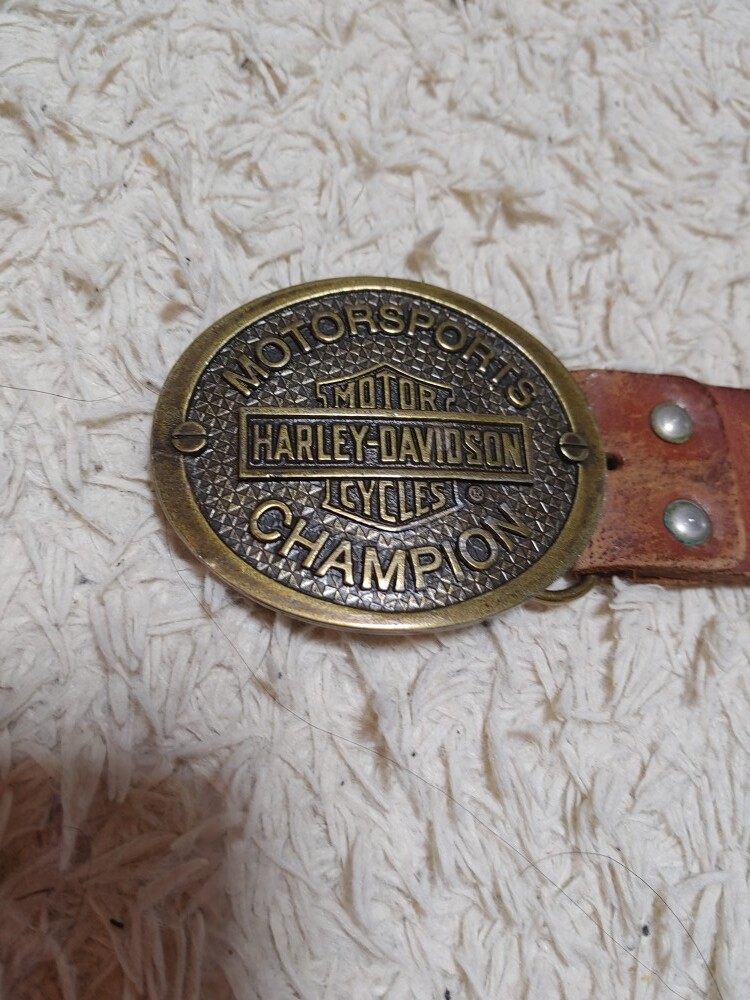 MOTORSPORTS
MOTOR
HARLEY-DAVIDSON
CYCLES ®
CHAMPION